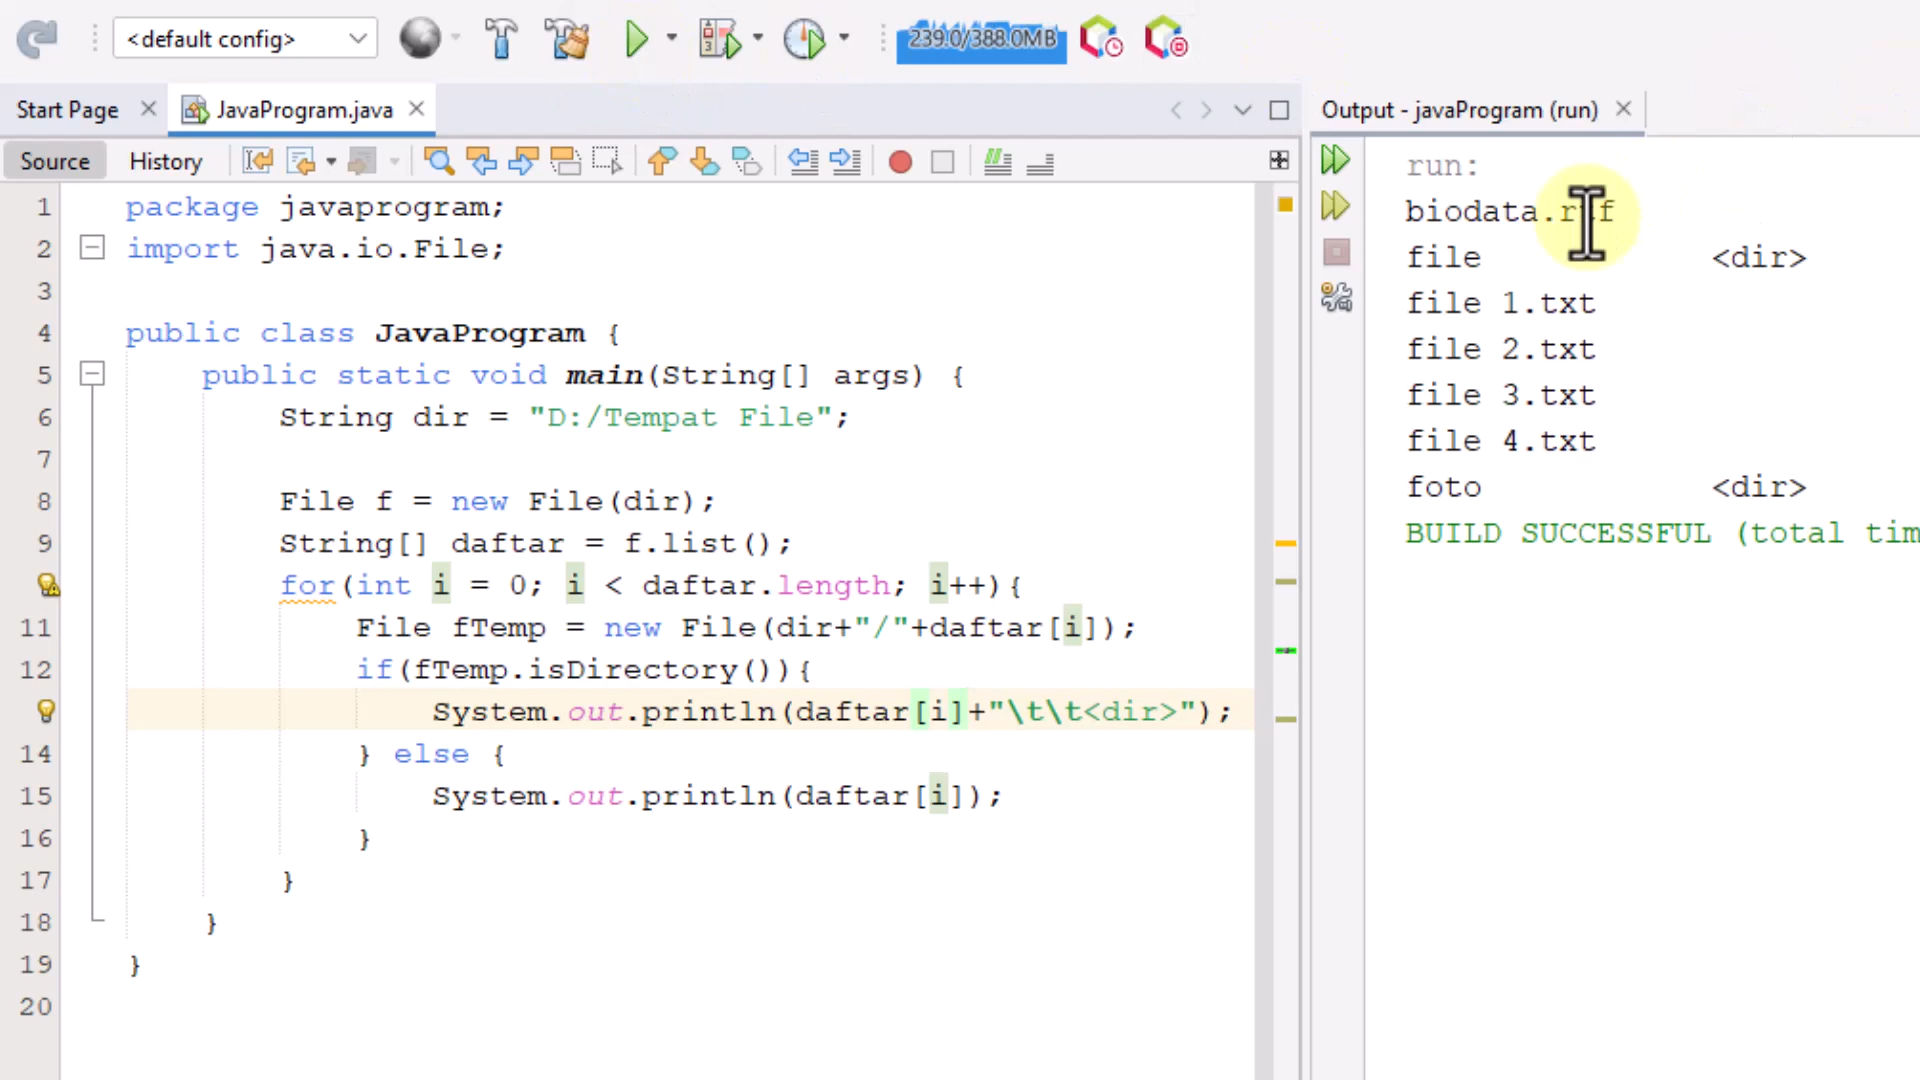 <default config>
239.0/388.0MB
Start Page
JavaProgram.java
Source
History
1 package javaprogram;
2 import java.io.File;
3
4 public class JavaProgram {
5 public static void main(String[] args) {
6 String dir = "D:/Tempat File";
7
8 File f = new File(dir);
9 String[] daftar = f.list();
for(int i = 0; i < daftar.length; i++){
11 File fTemp = new File(dir+"/"+daftar[i]);
12 if(fTemp.isDirectory()){
System.out.println(daftar[i]+"\t\t<dir>");
14 } else {
15 System.out.println(daftar[i]);
16 }
17 }
18 }
19 }
20
Output - javaProgram (run)
run:
file <dir>
file 1.txt
file 2.txt
file 3.txt
file 4.txt
foto <dir>
BUILD SUCCESSFUL (total tim